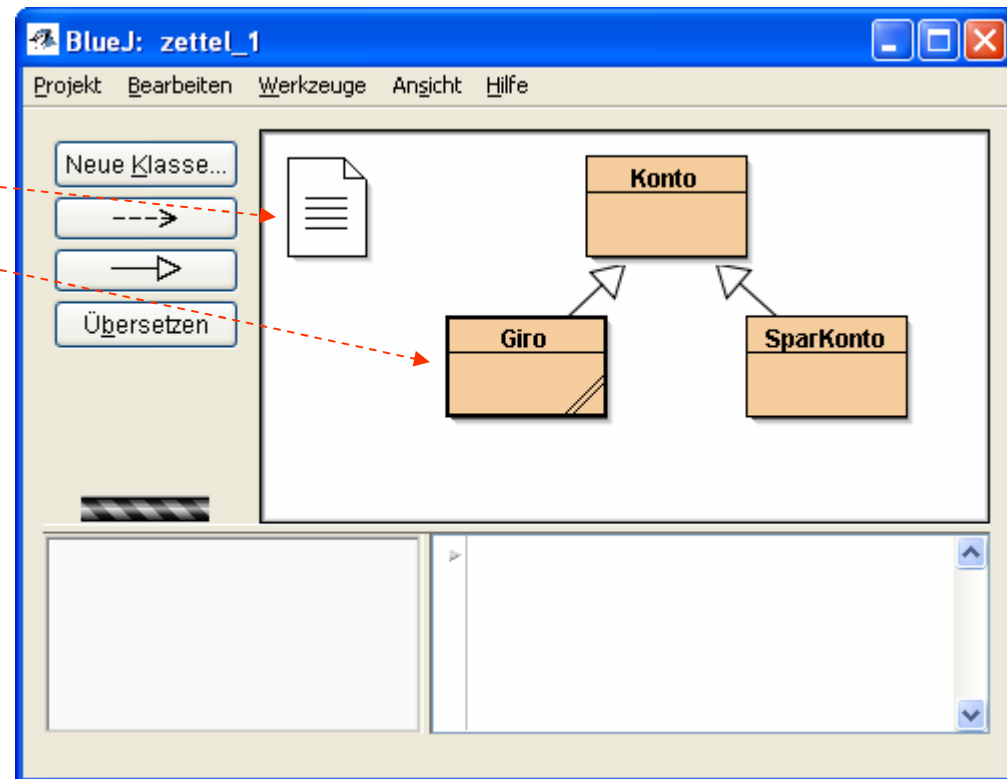 BlueJ: zettel_1
Projekt Bearbeiten Werkzeuge Ansicht Hilfe
Neue Klasse...
Übersetzen
Konto
Giro
SparKonto